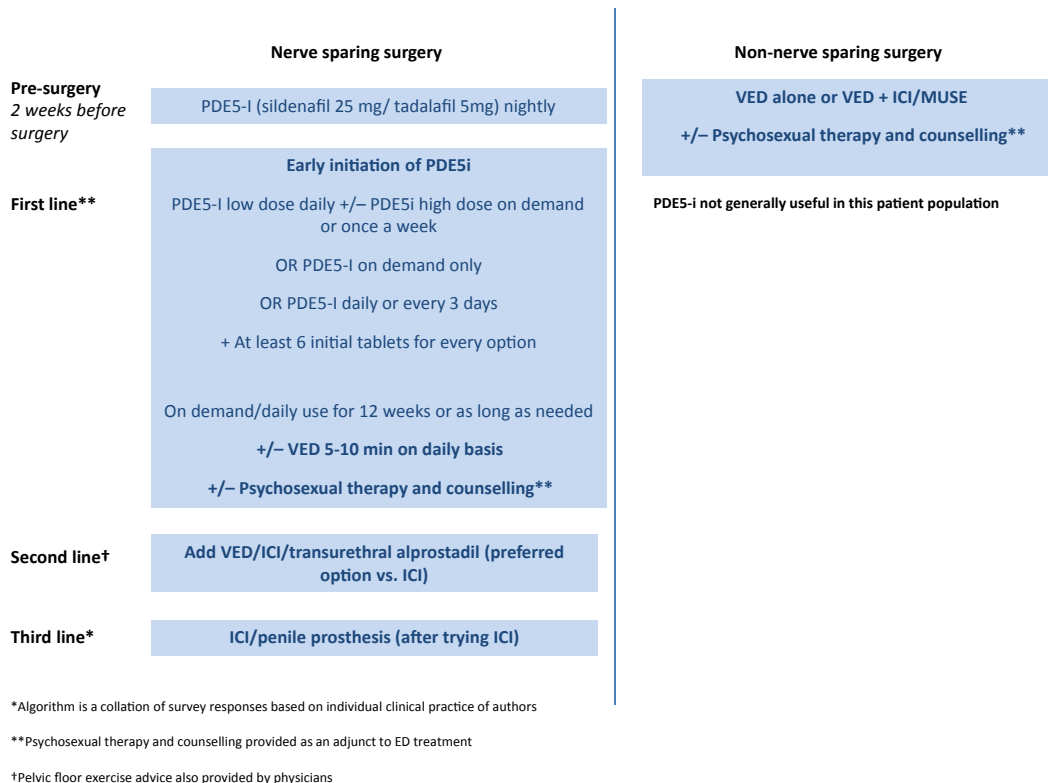 Nerve sparing surgery
Non-nerve sparing surgery
Pre-surgery
2 weeks before
surgery
PDE5-I (sildenafil 25 mg/ tadalafil 5mg) nightly
VED alone or VED + ICI/MUSE
+/– Psychosexual therapy and counselling**
PDE5-i not generally useful in this patient population
First line**
Early initiation of PDE5i
PDE5-I low dose daily +/– PDE5i high dose on demand
or once a week
OR PDE5-I on demand only
OR PDE5-I daily or every 3 days
+ At least 6 initial tablets for every option
On demand/daily use for 12 weeks or as long as needed
+/– VED 5-10 min on daily basis
+/– Psychosexual therapy and counselling**
Second line†
Add VED/ICI/transurethral alprostadil (preferred
option vs. ICI)
Third line*
ICI/penile prosthesis (after trying ICI)
*Algorithm is a collation of survey responses based on individual clinical practice of authors
**Psychosexual therapy and counselling provided as an adjunct to ED treatment
†Pelvic floor exercise advice also provided by physicians